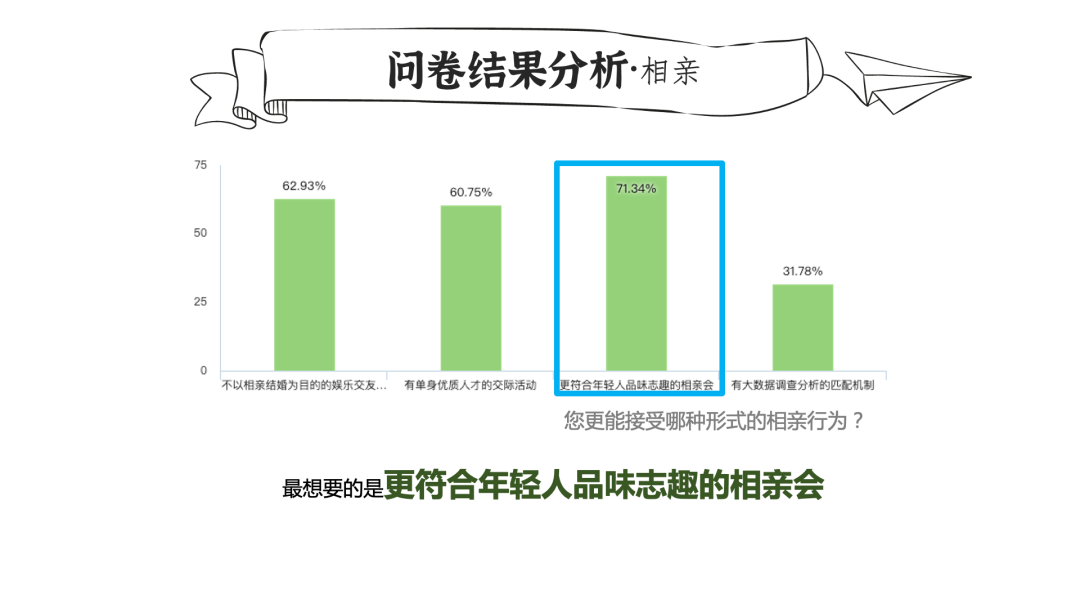 问卷结果分析·相亲
75
50
25
0
62.93%
60.75%
71.34%
31.78%
不以相亲结婚为目的的娱乐交友...
有单身优质人才的交际活动
更符合年轻人品味志趣的相亲会
有大数据调查分析的匹配机制
您更能接受哪种形式的相亲行为？
最想要的是更符合年轻人品味志趣的相亲会